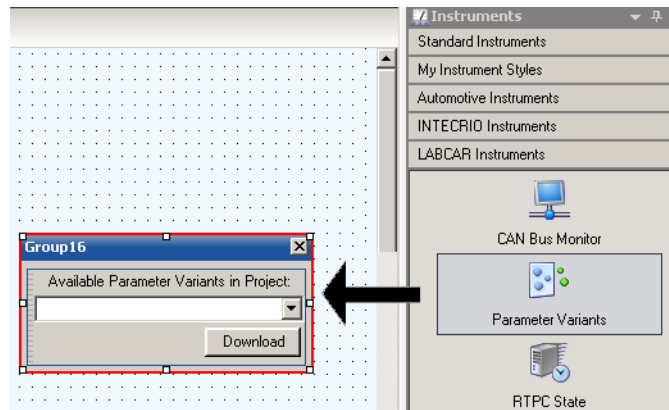 Instruments
Standard Instruments
My Instrument Styles
Automotive Instruments
INTECRIO Instruments
LABCAR Instruments
CAN Bus Monitor
Parameter Variants
RTPC State
Group16
Available Parameter Variants in Project:
Download